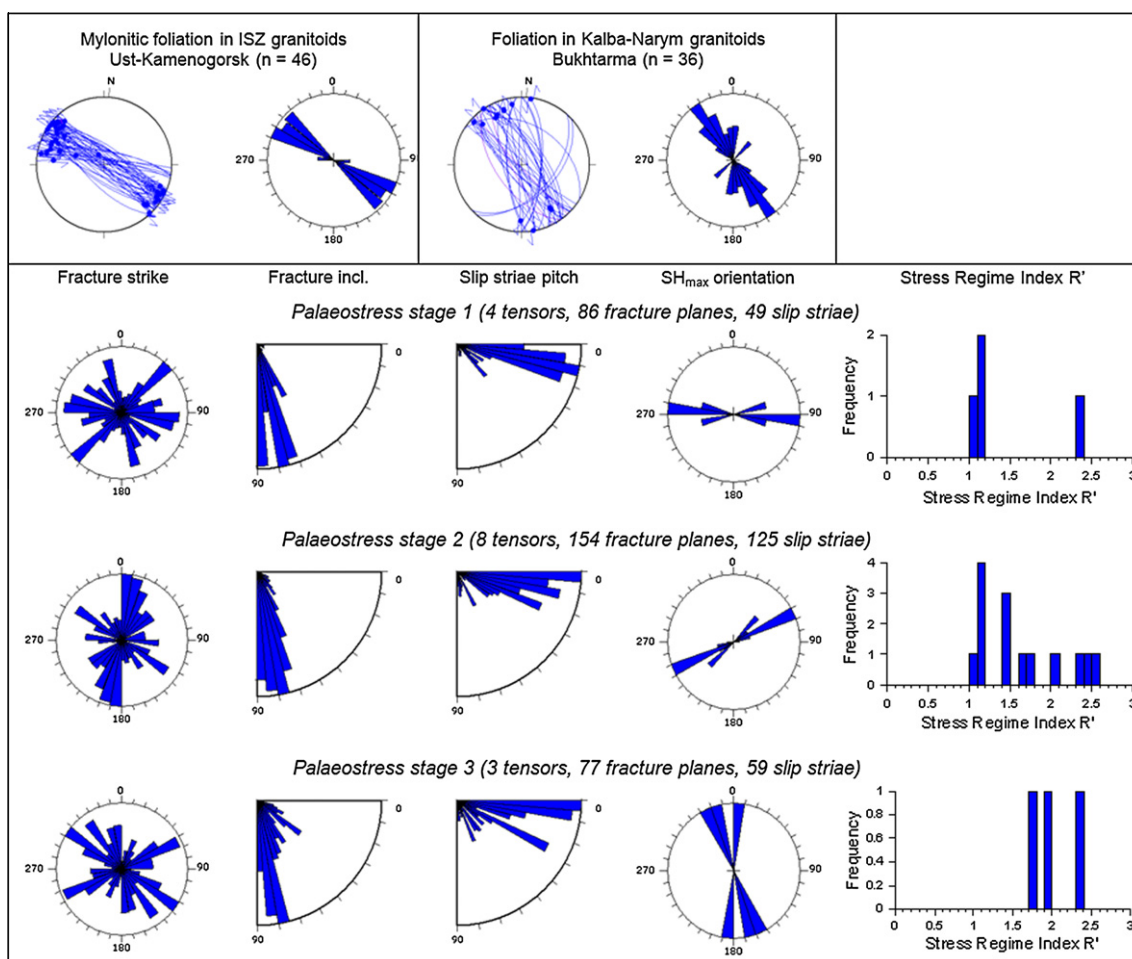 Mylonitic foliation in ISZ granitoids
Ust-Kamenogorsk (n = 46)
Foliation in Kalba-Narym granitoids
Bukhtarma (n = 36)
N
0
270
90
180
N
0
270
90
180
Fracture strike
Fracture incl.
Slip striae pitch
SHmax orientation
Stress Regime Index R'
Palaeostress stage 1 (4 tensors, 86 fracture planes, 49 slip striae)
0
270
90
180
0
90
0
90
0
270
90
180
Frequency
2
1
0
0 0.5 1 1.5 2 2.5 3
Stress Regime Index R'
Palaeostress stage 2 (8 tensors, 154 fracture planes, 125 slip striae)
0
270
90
180
0
90
0
90
0
270
90
180
Frequency
4
3
2
1
0
0 0.5 1 1.5 2 2.5 3
Stress Regime Index R'
Palaeostress stage 3 (3 tensors, 77 fracture planes, 59 slip striae)
0
270
90
180
0
90
0
90
0
270
90
180
Frequency
1
0.8
0.6
0.4
0.2
0
0 0.5 1 1.5 2 2.5 3
Stress Regime Index R'